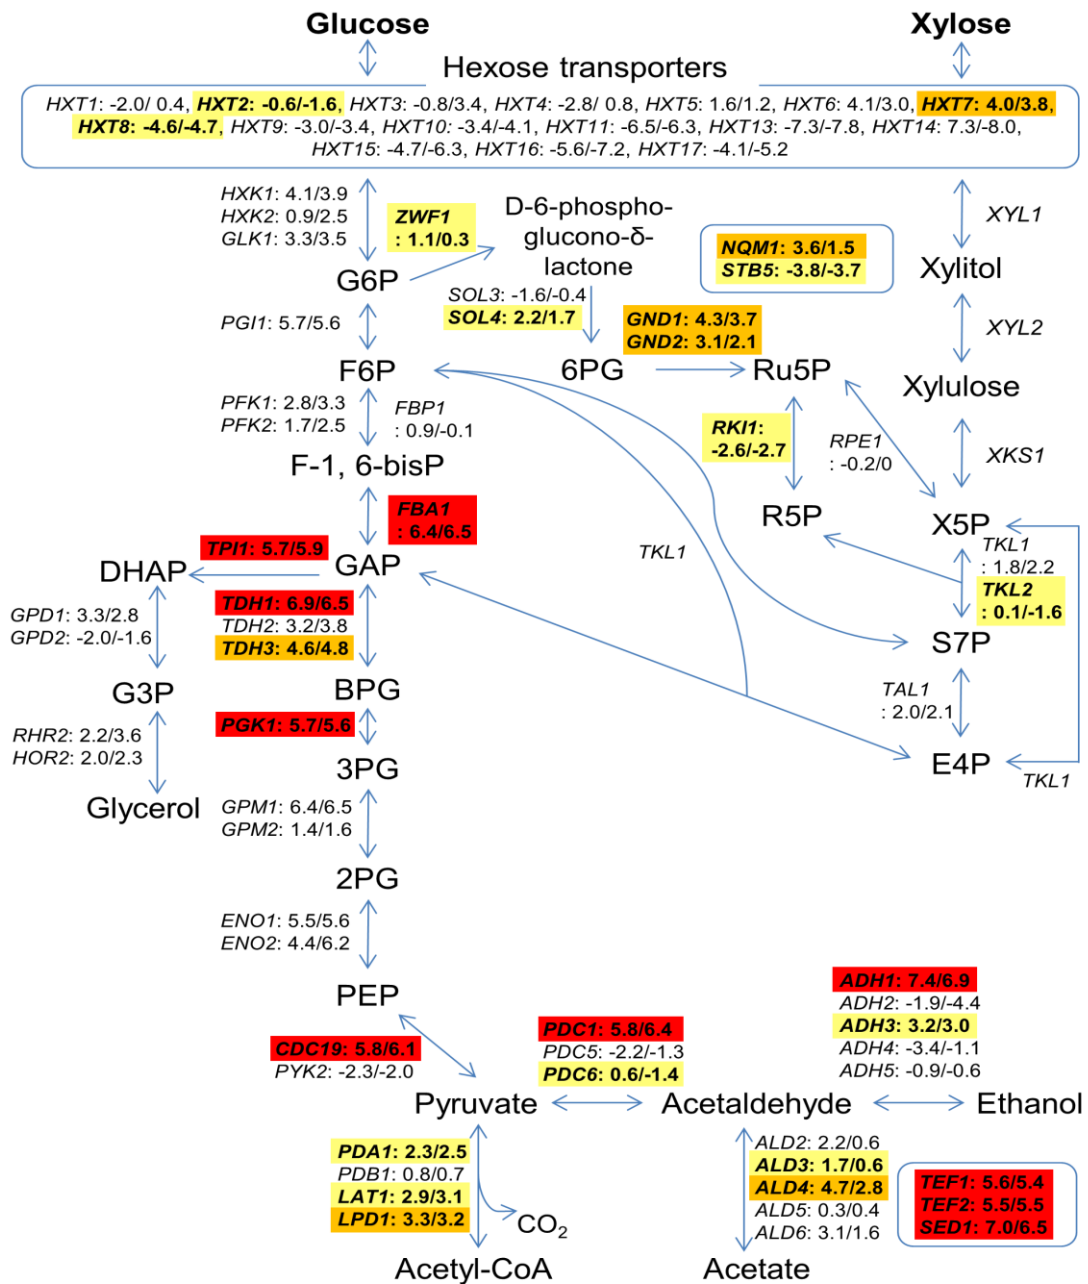 Glucose
Xylose
Hexose transporters
HXT1: -2.0/ 0.4, HXT2: -0.6/-1.6, HXT3: -0.8/3.4, HXT4: -2.8/ 0.8, HXT5: 1.6/1.2, HXT6: 4.1/3.0, HXT7: 4.0/3.8,
HXT8: -4.6/-4.7, HXT9: -3.0/-3.4, HXT10: -3.4/-4.1, HXT11: -6.5/-6.3, HXT13: -7.3/-7.8, HXT14: 7.3/-8.0,
HXT15: -4.7/-6.3, HXT16: -5.6/-7.2, HXT17: -4.1/-5.2
HXK1: 4.1/3.9
HXK2: 0.9/2.5
GLK1: 3.3/3.5
ZWF1
: 1.1/0.3
D-6-phospho-
glucono-δ-
lactone
NQM1: 3.6/1.5
STB5: -3.8/-3.7
XYL1
Xylitol
G6P
SOL3: -1.6/-0.4
SOL4: 2.2/1.7
GND1: 4.3/3.7
GND2: 3.1/2.1
PGI1: 5.7/5.6
XYL2
F6P
6PG
Ru5P
Xylulose
PFK1: 2.8/3.3
PFK2: 1.7/2.5
FBP1
: 0.9/-0.1
RKI1:
-2.6/-2.7
RPE1
: -0.2/0
XKS1
F-1, 6-bisP
FBA1
: 6.4/6.5
R5P
X5P
TKL1
TKL1
: 1.8/2.2
TKL2
: 0.1/-1.6
TPI1: 5.7/5.9
DHAP
GAP
GPD1: 3.3/2.8
GPD2: -2.0/-1.6
TDH1: 6.9/6.5
TDH2: 3.2/3.8
TDH3: 4.6/4.8
S7P
G3P
BPG
TAL1
: 2.0/2.1
RHR2: 2.2/3.6
HOR2: 2.0/2.3
PGK1: 5.7/5.6
3PG
E4P
TKL1
Glycerol
GPM1: 6.4/6.5
GPM2: 1.4/1.6
2PG
ENO1: 5.5/5.6
ENO2: 4.4/6.2
PEP
CDC19: 5.8/6.1
PYK2: -2.3/-2.0
PDC1: 5.8/6.4
PDC5: -2.2/-1.3
PDC6: 0.6/-1.4
ADH1: 7.4/6.9
ADH2: -1.9/-4.4
ADH3: 3.2/3.0
ADH4: -3.4/-1.1
ADH5: -0.9/-0.6
Pyruvate
Acetaldehyde
Ethanol
PDA1: 2.3/2.5
PDB1: 0.8/0.7
LAT1: 2.9/3.1
LPD1: 3.3/3.2
CO2
ALD2: 2.2/0.6
ALD3: 1.7/0.6
ALD4: 4.7/2.8
ALD5: 0.3/0.4
ALD6: 3.1/1.6
TEF1: 5.6/5.4
TEF2: 5.5/5.5
SED1: 7.0/6.5
Acetyl-CoA
Acetate